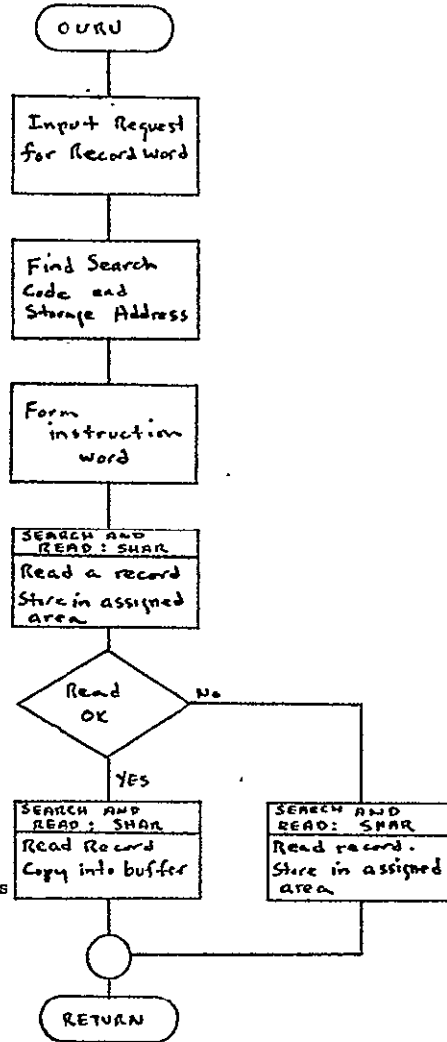 OURU
Input Request
for Record Word
Find Search
Code and
Storage Address
Form
instruction
word
SEARCH AND
READ: SHAR
Read a record
Store in assigned
area
Read
OK
No
YES
SEARCH AND
READ: SHAR
Read Record
Copy into buffer
SEARCH AND
READ: SHAR
Read record.
Store in assigned
area
s
RETURN